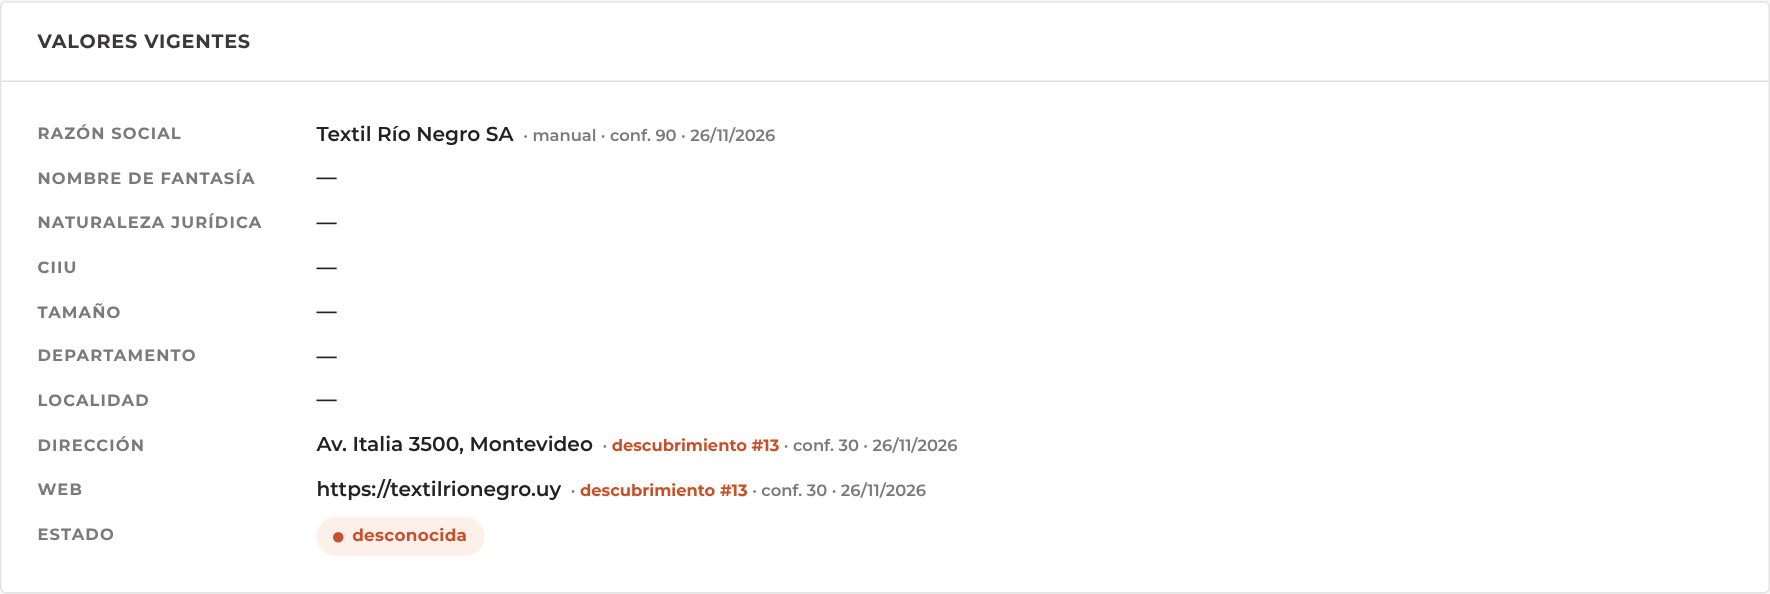 VALORES VIGENTES
RAZÓN SOCIAL Textil Río Negro SA · manual · conf. 90 · 26/11/2026
NOMBRE DE FANTASÍA —
NATURALEZA JURÍDICA —
CIIU —
TAMAÑO —
DEPARTAMENTO —
LOCALIDAD —
DIRECCIÓN Av. Italia 3500, Montevideo · descubrimiento #13 · conf. 30 · 26/11/2026
WEB https://textilrionegro.uy · descubrimiento #13 · conf. 30 · 26/11/2026
ESTADO desconocida